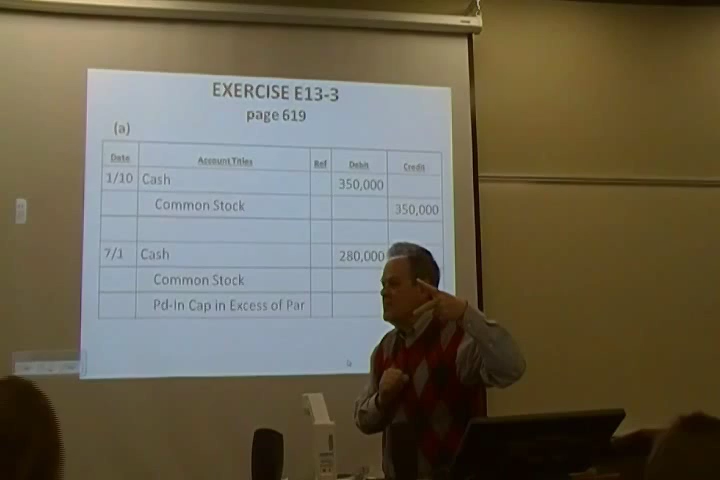 EXERCISE E13-3
page 619
(a)
Date Account Titles Ref Debit Credit
1/10 Cash 350,000
Common Stock 350,000
7/1 Cash 280,000
Common Stock
Pd-In Cap in Excess of Par